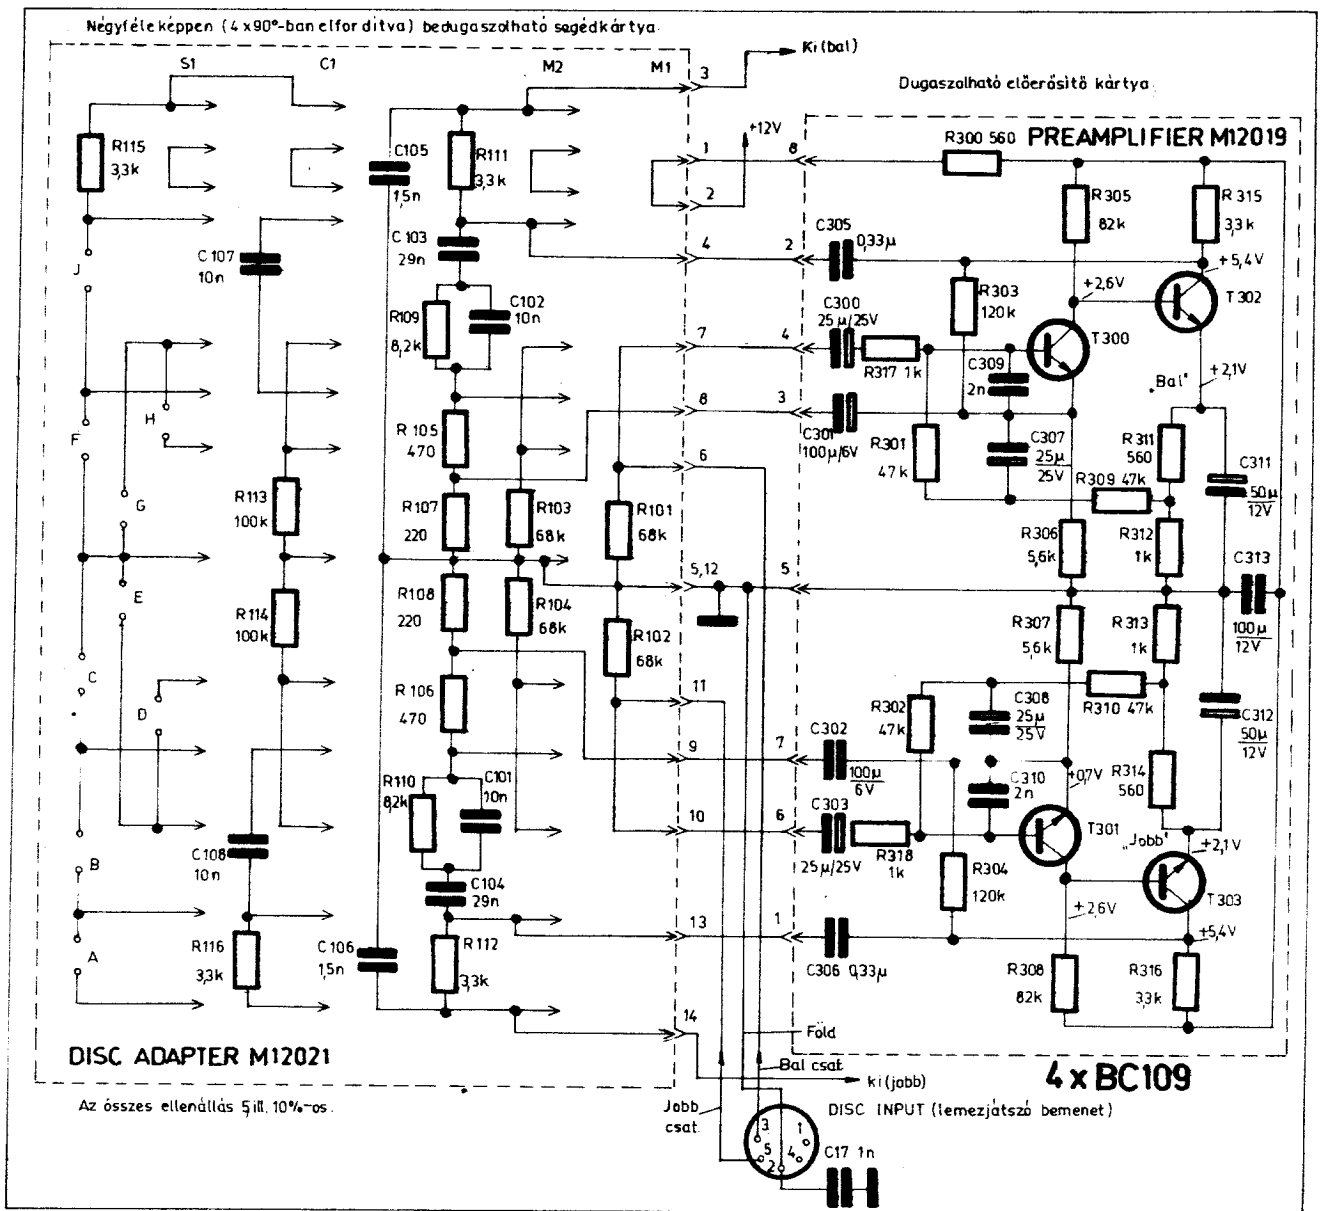 Négyféleképpen (4x90°-ban elfordítva) bedugaszolható segédkártya
S1
C1
M2
M1
3
Ki(bal)
Dugaszolható előerősítő kártya
+12V
R300 560
PREAMPLIFIER M12019
R115
3,3k
C105
1,5n
R111
3,3k
1
8
2
R305
82k
R315
3,3k
C103
29n
4
2
C305
0,33µ
+5,4V
C107
10n
J
R109
8,2k
C102
10n
R303
120k
+2,6V
T302
C300
25µ/25V
T300
7
4
R317 1k
C309
2n
„Bal"
+2,1V
H
F
R105
470
8
3
C301
100µ/6V
R301
47k
C307
25µ
25V
R311
560
C311
50µ
12V
6
G
R113
100k
R107
220
R103
68k
R101
68k
R309 47k
R306
5,6k
R312
1k
5,12
5
C313
100µ
12V
E
R114
100k
R108
220
R104
68k
R102
68k
R307
5,6k
R313
1k
C
D
R106
470
11
R302
47k
C308
25µ
25V
R310 47k
C312
50µ
12V
9
7
C302
100µ
6V
R110
8,2k
C101
10n
C310
2n
+0,7V
R314
560
10
6
C303
25µ/25V
R318
1k
T301
„Jobb"
+2,1V
B
C108
10n
C104
29n
R304
120k
T303
+2,6V
13
1
+5,4V
A
R116
3,3k
C106
1,5n
R112
3,3k
C306 0,33µ
R308
82k
R316
3,3k
14
Föld
DISC ADAPTER M12021
Bal csat
4xBC109
ki(jobb)
Az összes ellenállás 5 ill. 10%-os.
Jobb
csat
DISC INPUT (lemezjátszó bemenet)
3
1
5
4
2
C17 1n